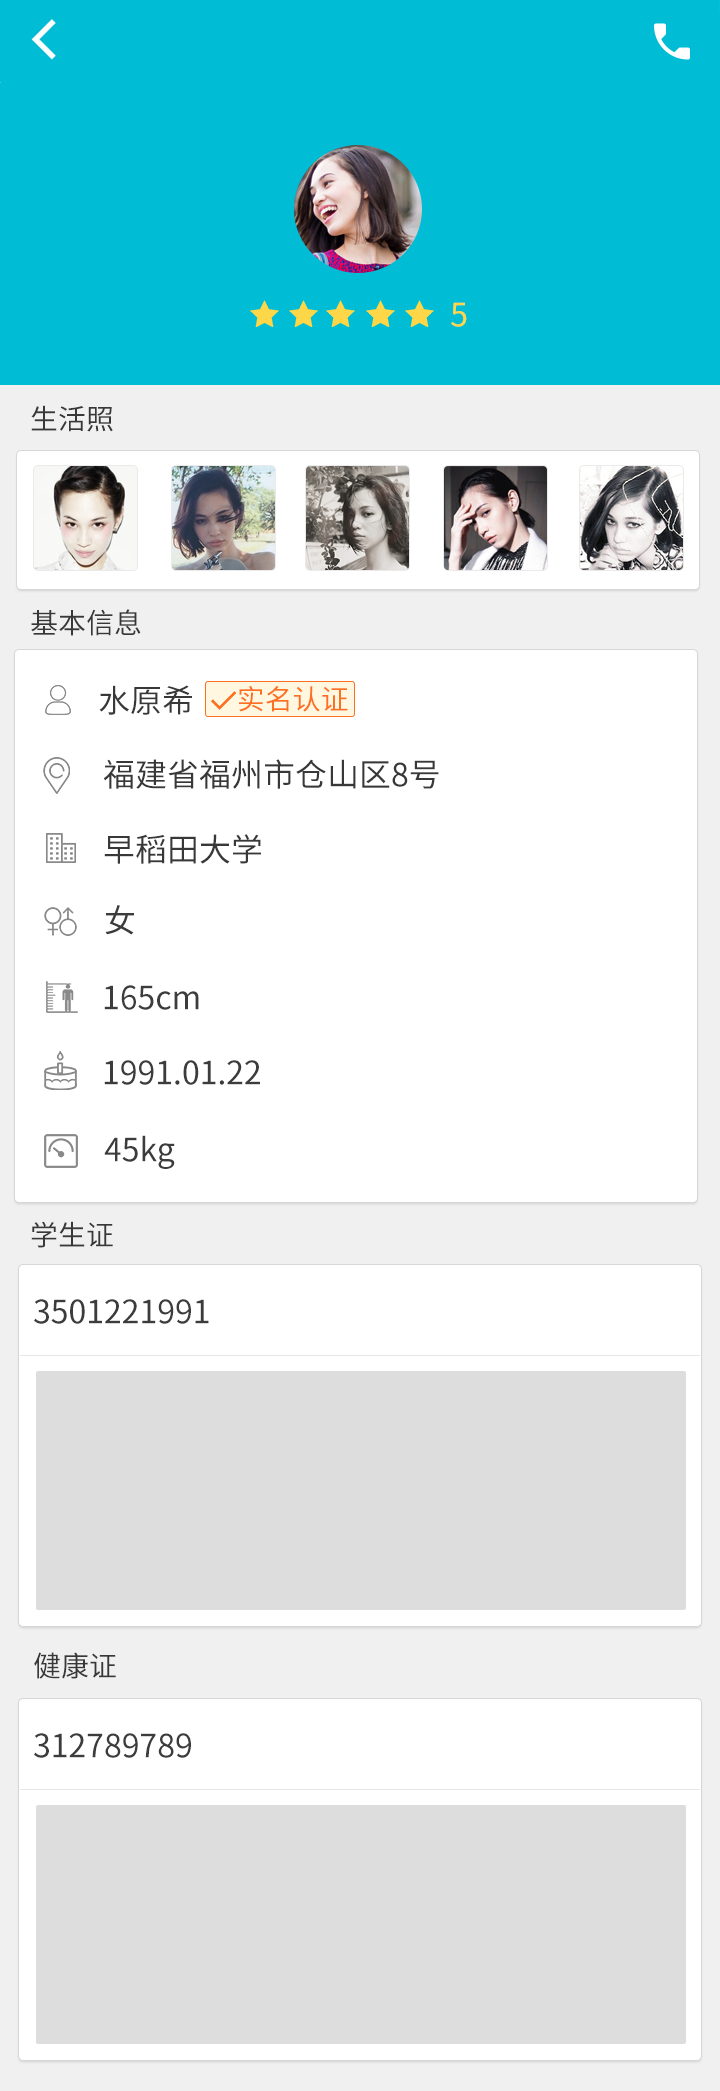 5
生活照
基本信息
水原希 实名认证
福建省福州市仓山区8号
早稻田大学
女
165cm
1991.01.22
45kg
学生证
3501221991
健康证
312789789